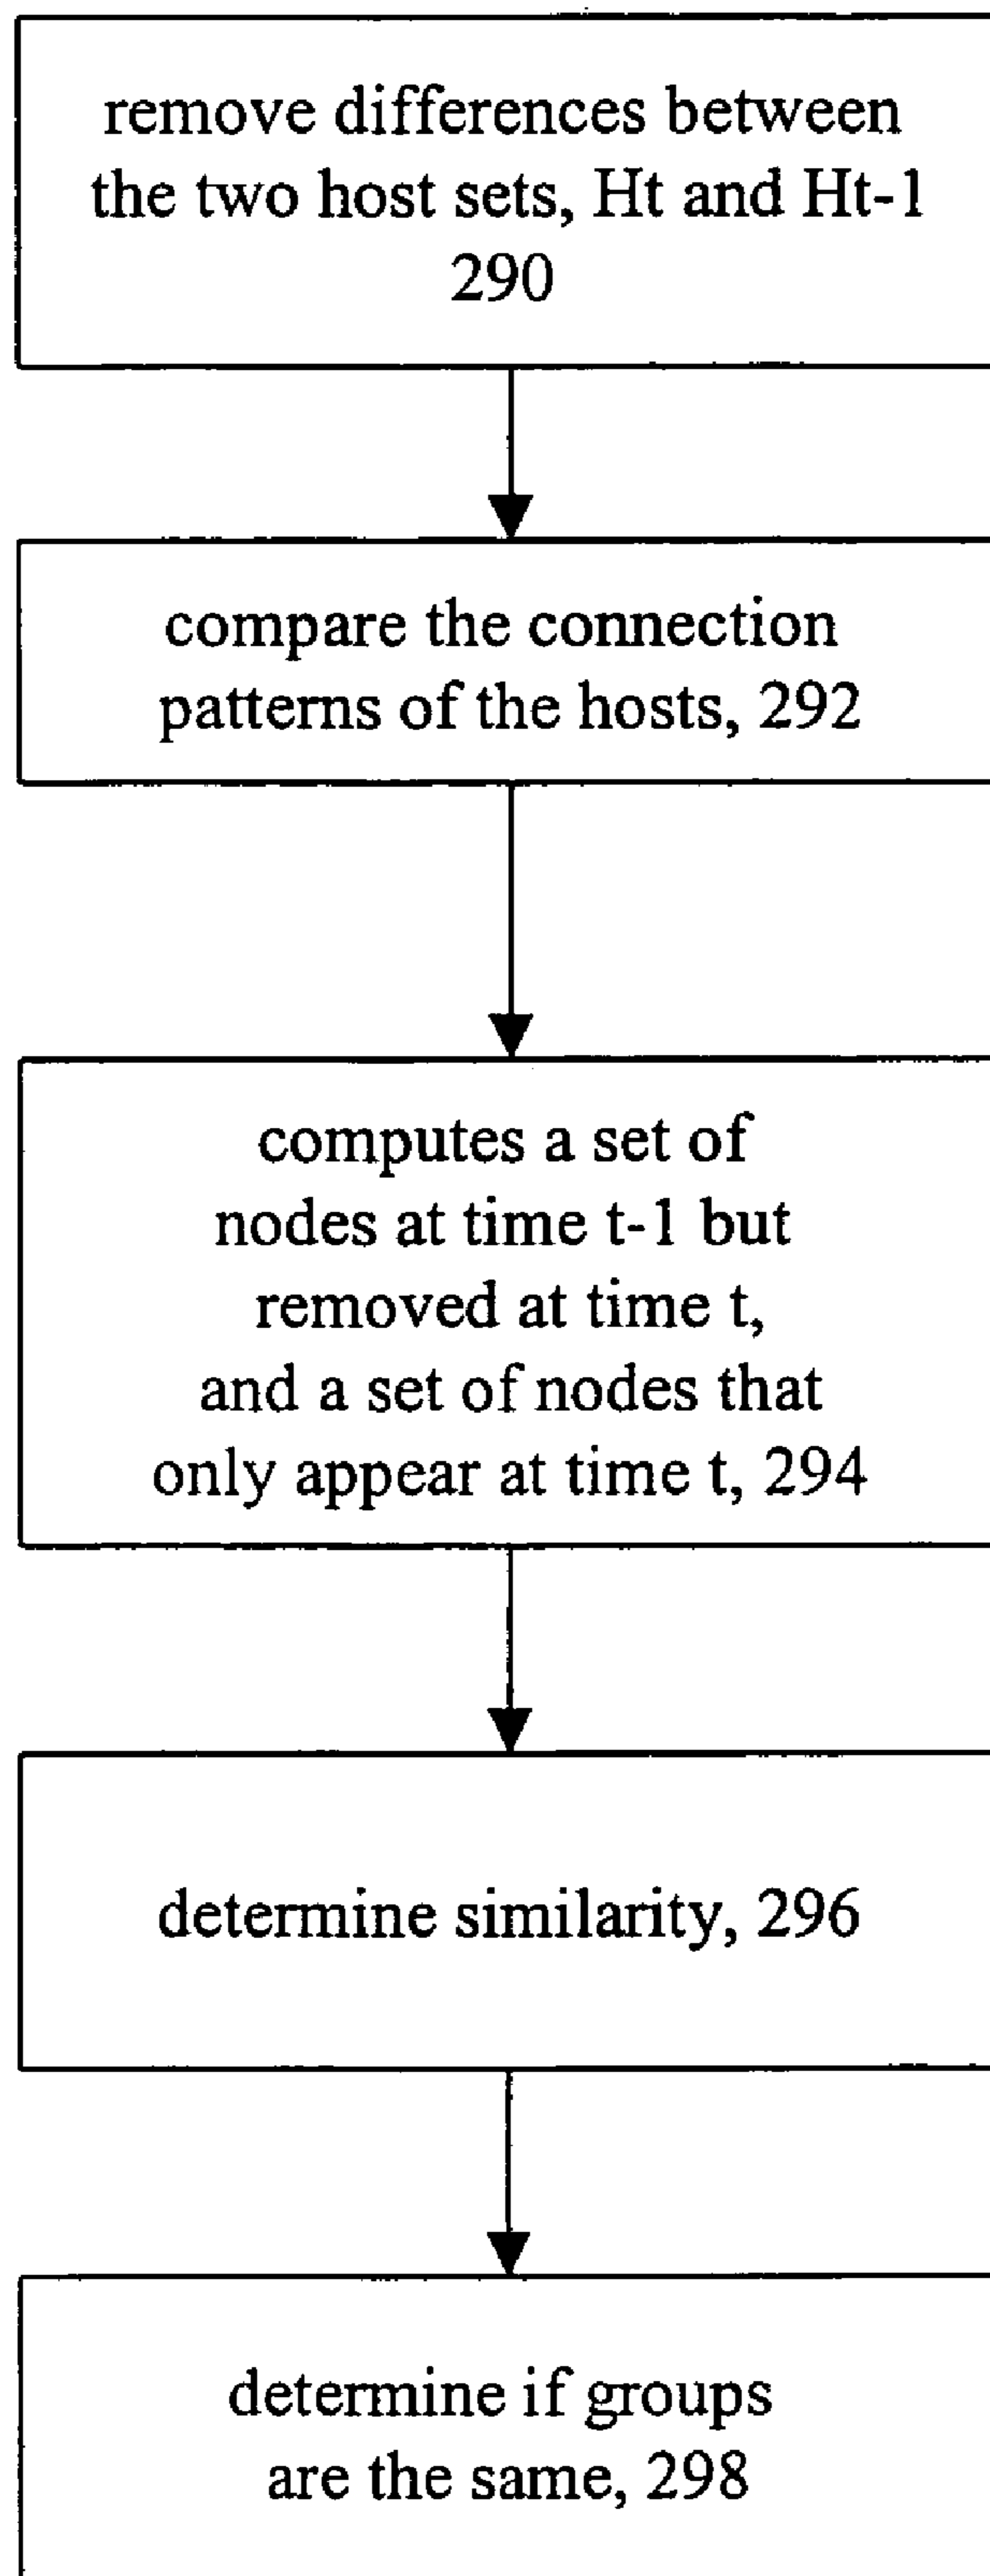 remove differences between
the two host sets, Ht and Ht-1
290
compare the connection
patterns of the hosts, 292
computes a set of
nodes at time t-1 but
removed at time t,
and a set of nodes that
only appear at time t, 294
determine similarity, 296
determine if groups
are the same, 298